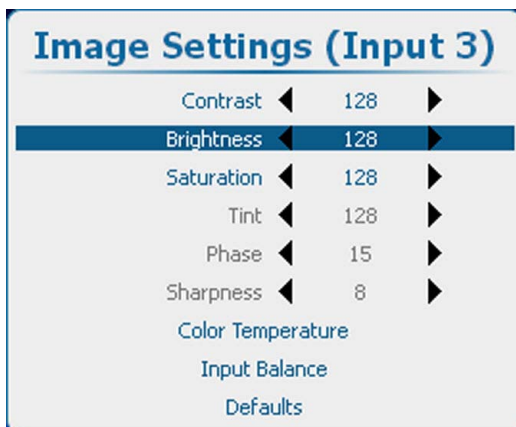 Image Settings (Input 3)
Contrast 128
Brightness 128
Saturation 128
Tint 128
Phase 15
Sharpness 8
Color Temperature
Input Balance
Defaults